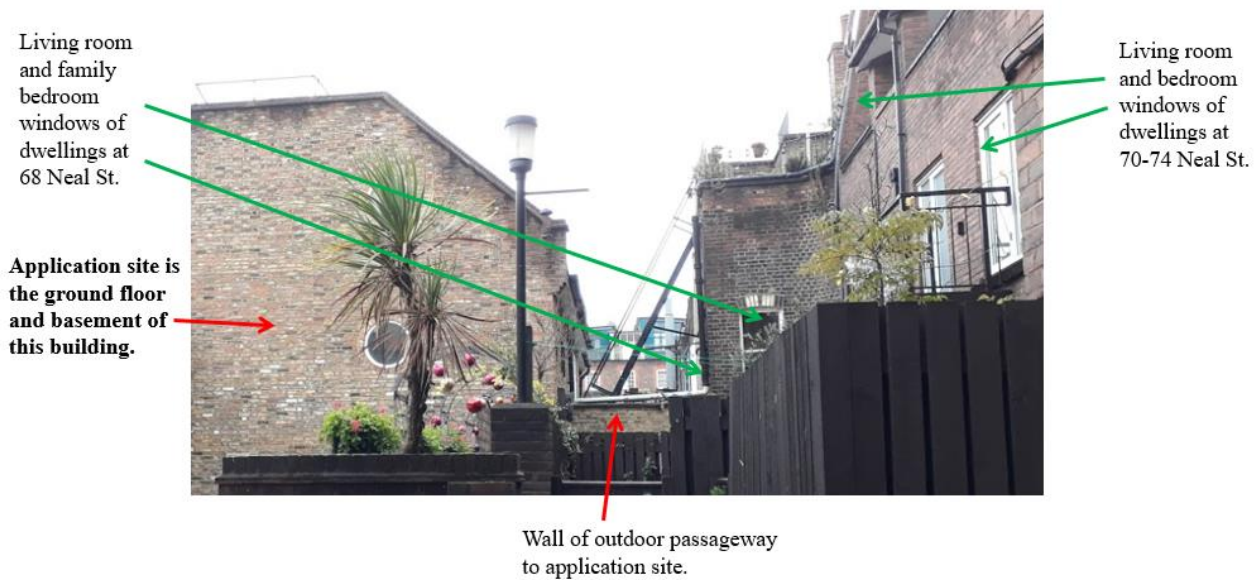 Living room
and family
bedroom
windows of
dwellings at
68 Neal St.
Application site is
the ground floor
and basement of
this building.
Living room
and bedroom
windows of
dwellings at
70-74 Neal St.
Wall of outdoor passageway
to application site.